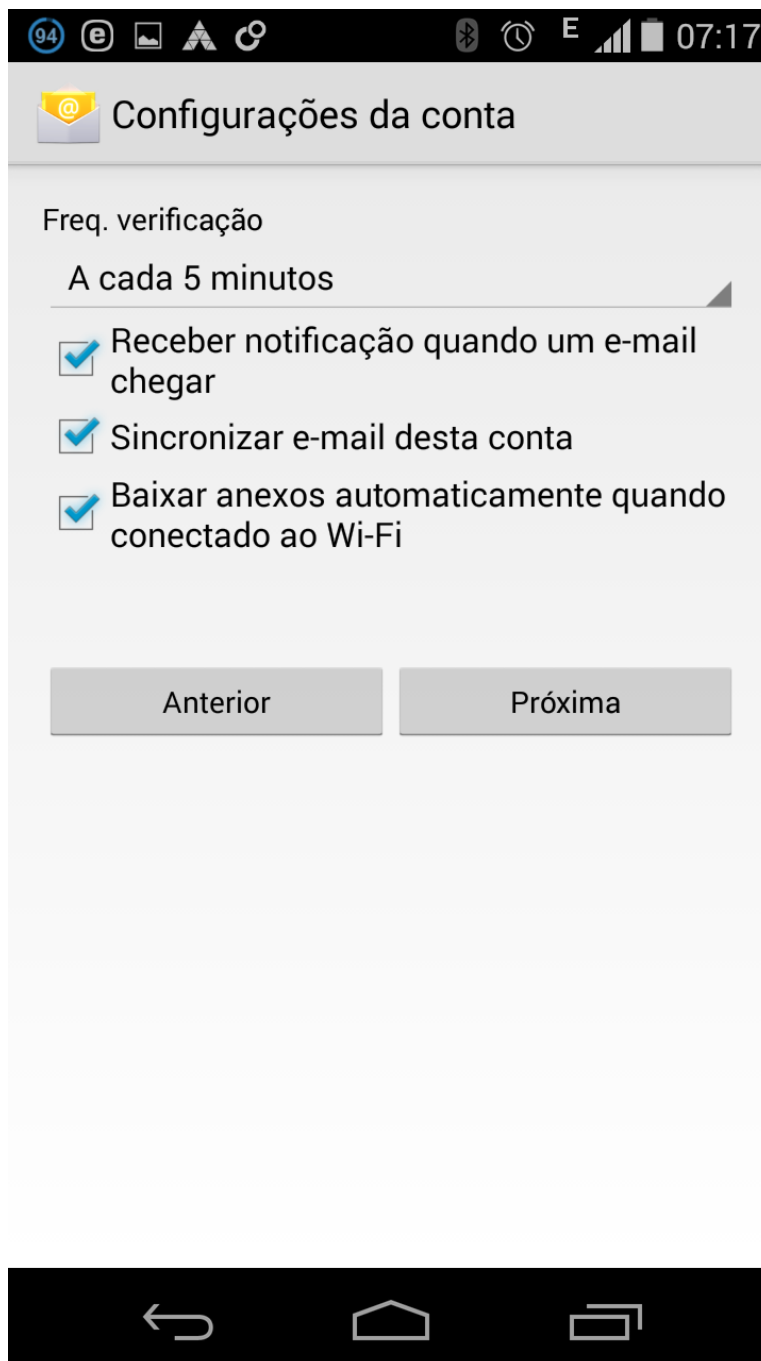 94 e E 07:17
@ Configurações da conta
Freq. verificação
A cada 5 minutos
Receber notificação quando um e-mail
chegar
Sincronizar e-mail desta conta
Baixar anexos automaticamente quando
conectado ao Wi-Fi
Anterior Próxima